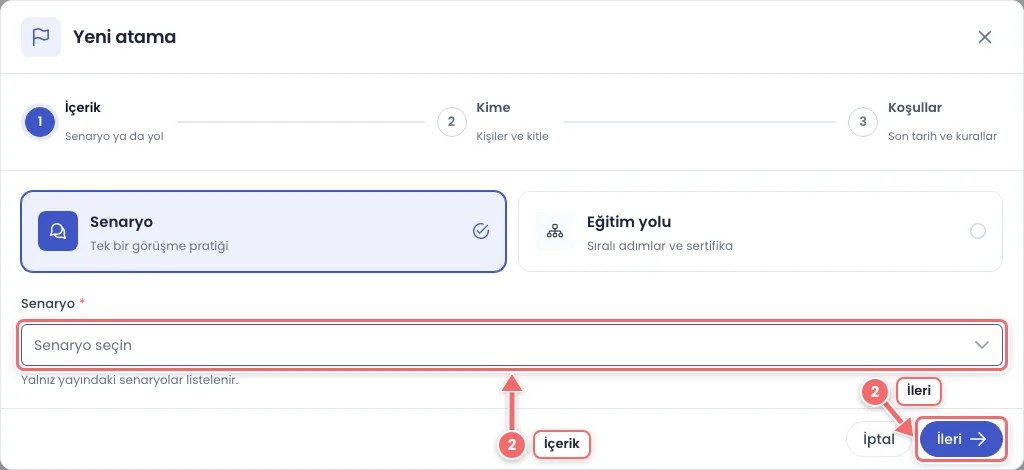 Yeni atama
1
İçerik
Senaryo ya da yol
2
Kime
Kişiler ve kitle
3
Koşullar
Son tarih ve kurallar
Senaryo
Tek bir görüşme pratiği
Eğitim yolu
Sıralı adımlar ve sertifika
Senaryo *
Senaryo seçin
Yalnız yayındaki senaryolar listelenir.
2 İleri
2 İçerik
İptal
İleri